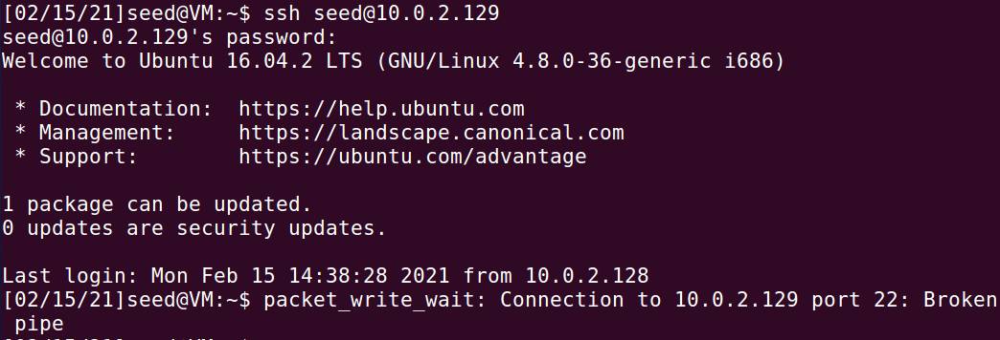 [02/15/21]seed@VM:~$ ssh seed@10.0.2.129
seed@10.0.2.129's password:
Welcome to Ubuntu 16.04.2 LTS (GNU/Linux 4.8.0-36-generic i686)
* Documentation:  https://help.ubuntu.com
* Management:     https://landscape.canonical.com
* Support:        https://ubuntu.com/advantage
1 package can be updated.
0 updates are security updates.
Last login: Mon Feb 15 14:38:28 2021 from 10.0.2.128
[02/15/21]seed@VM:~$ packet_write_wait: Connection to 10.0.2.129 port 22: Broken
pipe